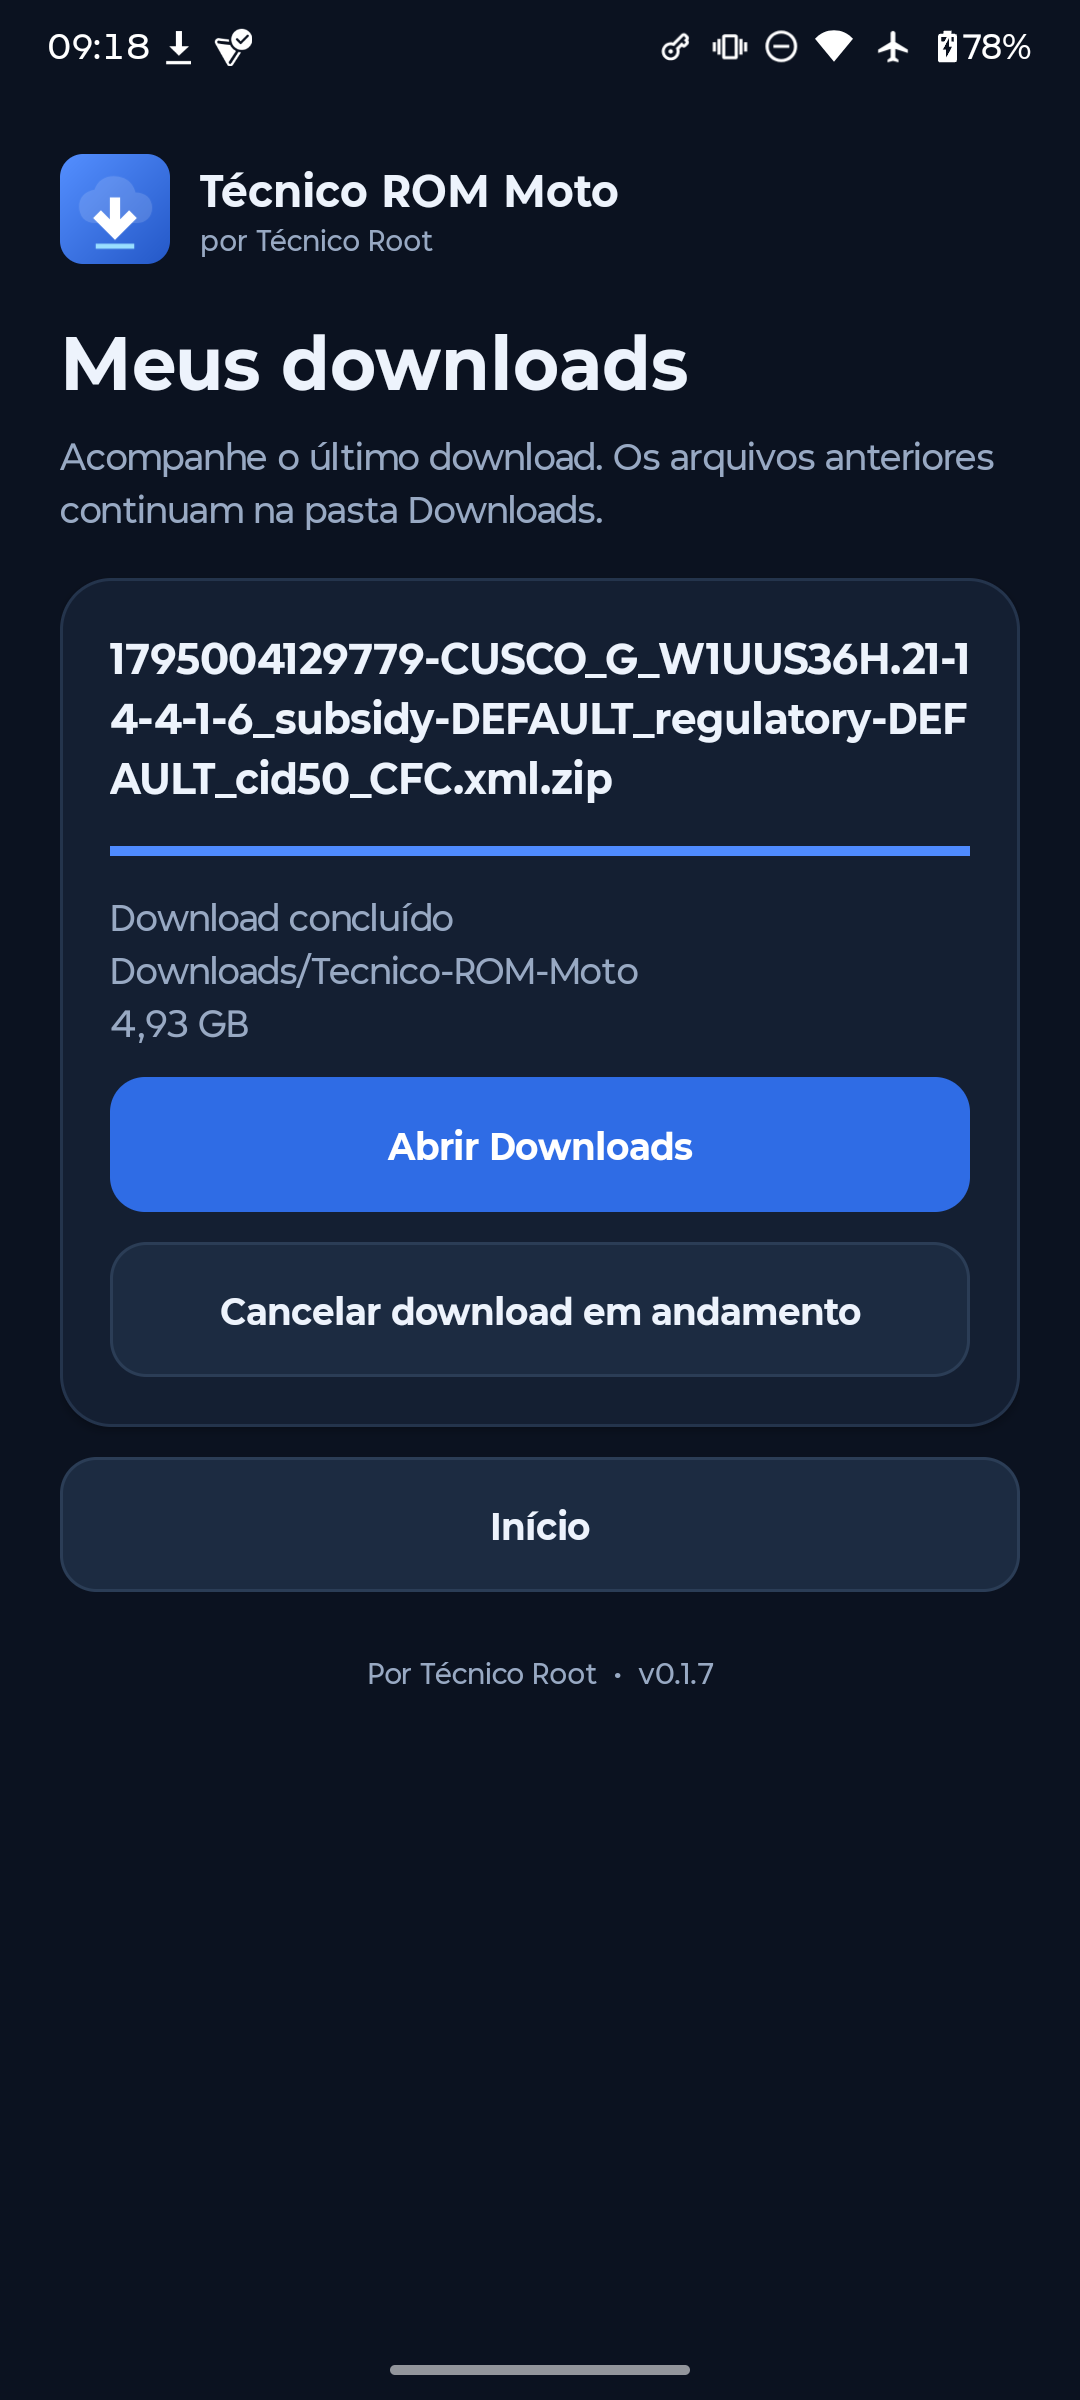 09:18
78%
Técnico ROM Moto
por Técnico Root
Meus downloads
Acompanhe o último download. Os arquivos anteriores
continuam na pasta Downloads.
1795004129779-CUSCO_G_W1UUS36H.21-1
4-4-1-6_subsidy-DEFAULT_regulatory-DEF
AULT_cid50_CFC.xml.zip
Download concluído
Downloads/Tecnico-ROM-Moto
4,93 GB
Abrir Downloads
Cancelar download em andamento
Início
Por Técnico Root • v0.1.7